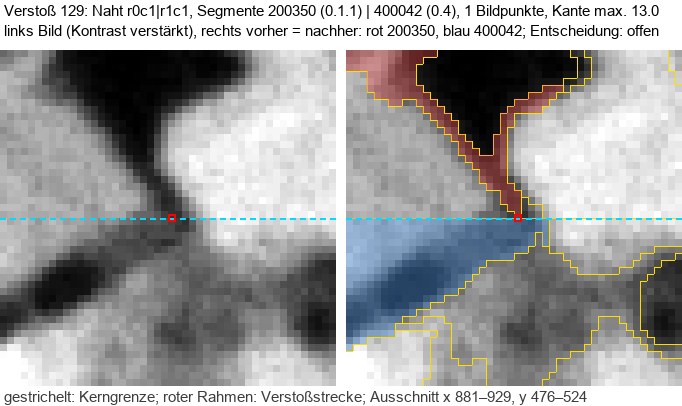 Verstoß 129: Naht r0c1|r1c1, Segmente 200350 (0.1.1) | 400042 (0.4), 1 Bildpunkte, Kante max. 13.0
links Bild (Kontrast verstärkt), rechts vorher = nachher: rot 200350, blau 400042; Entscheidung: offen
gestrichelt: Kerngrenze; roter Rahmen: Verstoßstrecke; Ausschnitt x 881–929, y 476–524